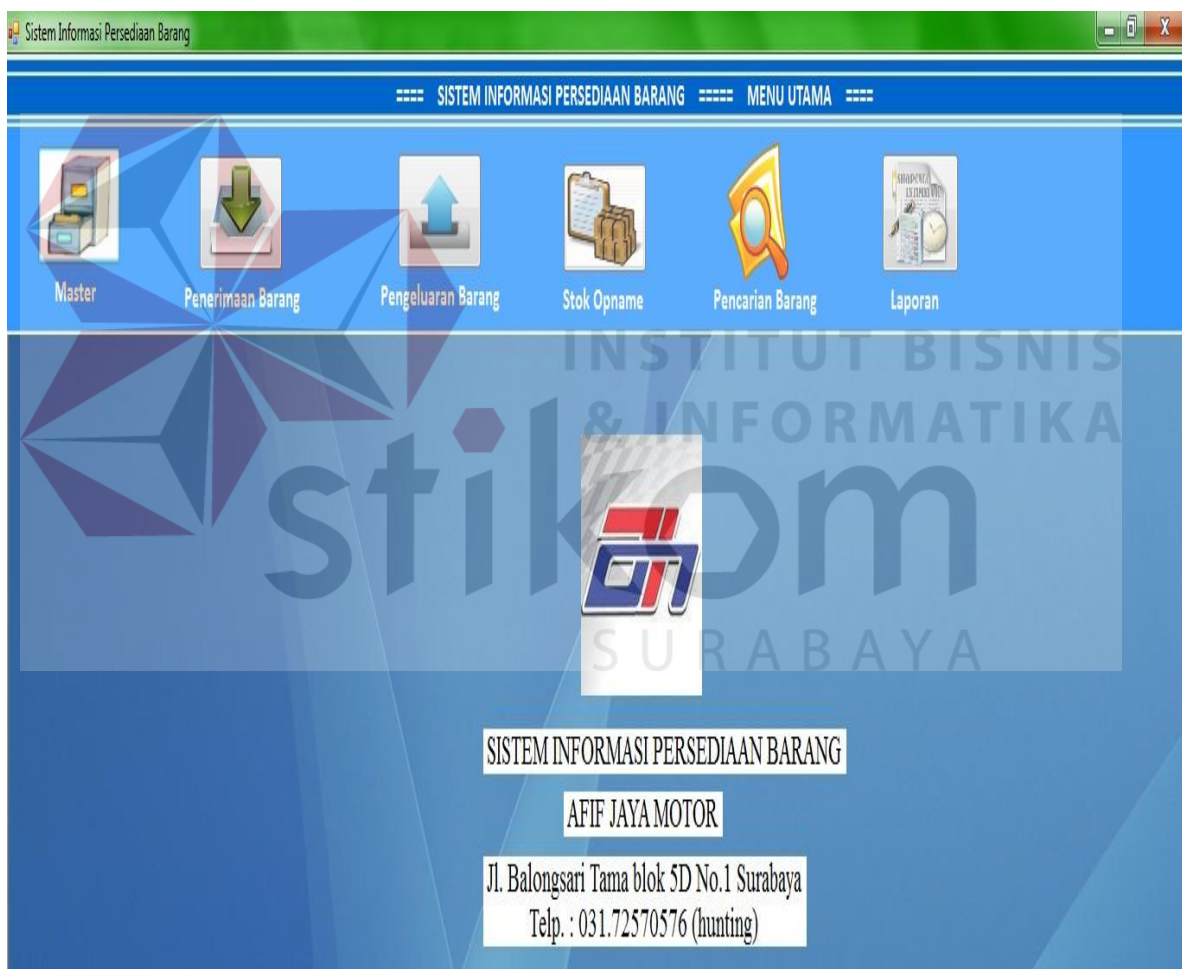 Sistem Informasi Persediaan Barang
==== SISTEM INFORMASI PERSEDIAAN BARANG ===== MENU UTAMA ====
Master
Penerimaan Barang
Pengeluaran Barang
Stok Opname
Pencarian Barang
Laporan
INSTITUT BISNIS
& INFORMATIKA
stikom
SURABAYA
SISTEM INFORMASI PERSEDIAAN BARANG
AFIF JAYA MOTOR
Jl. Balongsari Tama blok 5D No.1 Surabaya
Telp. : 031.72570576 (hunting)